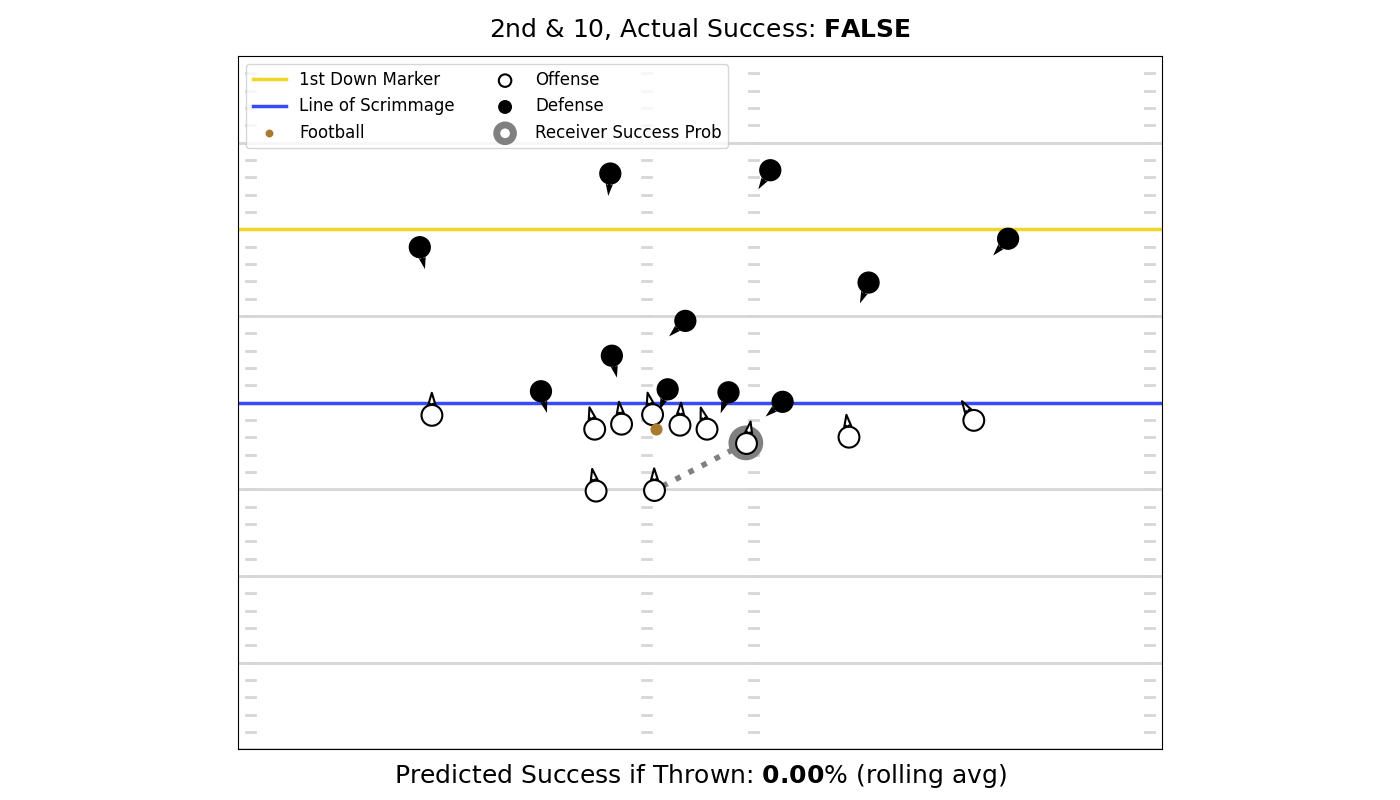 2nd & 10, Actual Success: FALSE
1st Down Marker
Line of Scrimmage
Football
Offense
Defense
Receiver Success Prob
Predicted Success if Thrown: 0.00% (rolling avg)